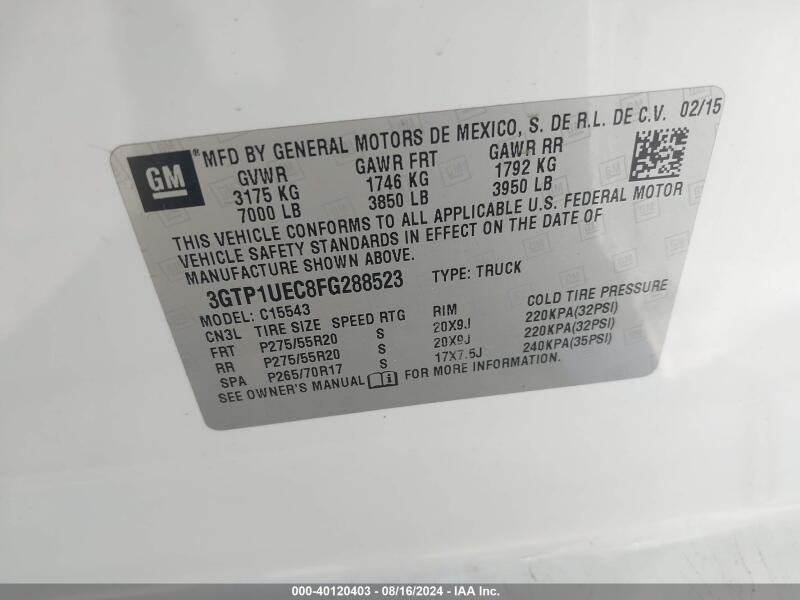 GM® MFD BY GENERAL MOTORS DE MEXICO, S. DE R.L. DE C.V. 02/15
GVWR GAWR FRT GAWR RR
3175 KG 1746 KG 1792 KG
7000 LB 3850 LB 3950 LB
THIS VEHICLE CONFORMS TO ALL APPLICABLE U.S. FEDERAL MOTOR
VEHICLE SAFETY STANDARDS IN EFFECT ON THE DATE OF
MANUFACTURE SHOWN ABOVE.
3GTP1UEC8FG288523 TYPE: TRUCK
MODEL: C15543
CN3L TIRE SIZE SPEED RTG RIM COLD TIRE PRESSURE
FRT P275/55R20 S 20X9J 220KPA(32PSI)
RR P275/55R20 S 20X9J 220KPA(32PSI)
SPA P265/70R17 S 17X7.5J 240KPA(35PSI)
SEE OWNER'S MANUAL FOR MORE INFORMATION.
000-40120403 - 08/16/2024 - IAA Inc.